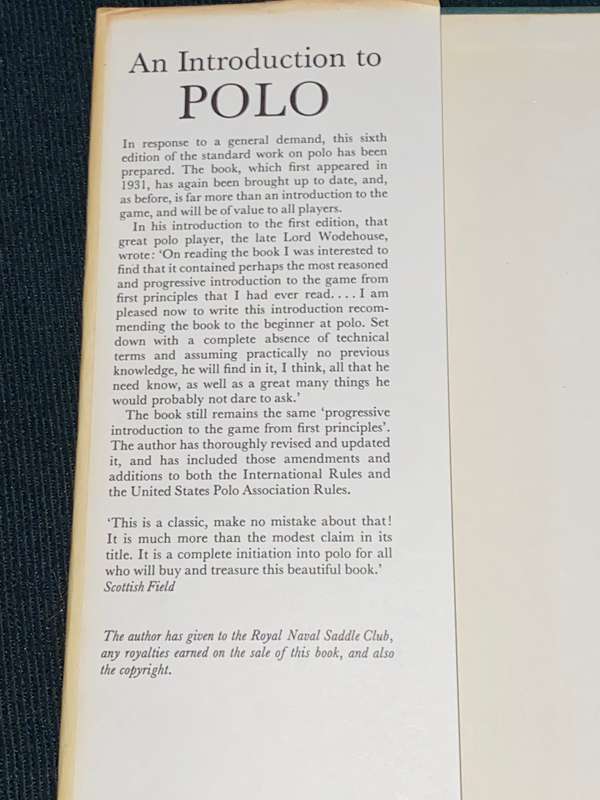 An Introduction to
POLO
In response to a general demand, this sixth
edition of the standard work on polo has been
prepared. The book, which first appeared in
1931, has again been brought up to date, and,
as before, is far more than an introduction to the
game, and will be of value to all players.
In his introduction to the first edition, that
great polo player, the late Lord Wodehouse,
wrote: ‘On reading the book I was interested to
find that it contained perhaps the most reasoned
and progressive introduction to the game from
first principles that I had ever read. . . . I am
pleased now to write this introduction recom-
mending the book to the beginner at polo. Set
down with a complete absence of technical
terms and assuming practically no previous
knowledge, he will find in it, I think, all that he
need know, as well as a great many things he
would probably not dare to ask.’
The book still remains the same ‘progressive
introduction to the game from first principles’.
The author has thoroughly revised and updated
it, and has included those amendments and
additions to both the International Rules and
the United States Polo Association Rules.
‘This is a classic, make no mistake about that!
It is much more than the modest claim in its
title. It is a complete initiation into polo for all
who will buy and treasure this beautiful book.’
Scottish Field
The author has given to the Royal Naval Saddle Club,
any royalties earned on the sale of this book, and also
the copyright.